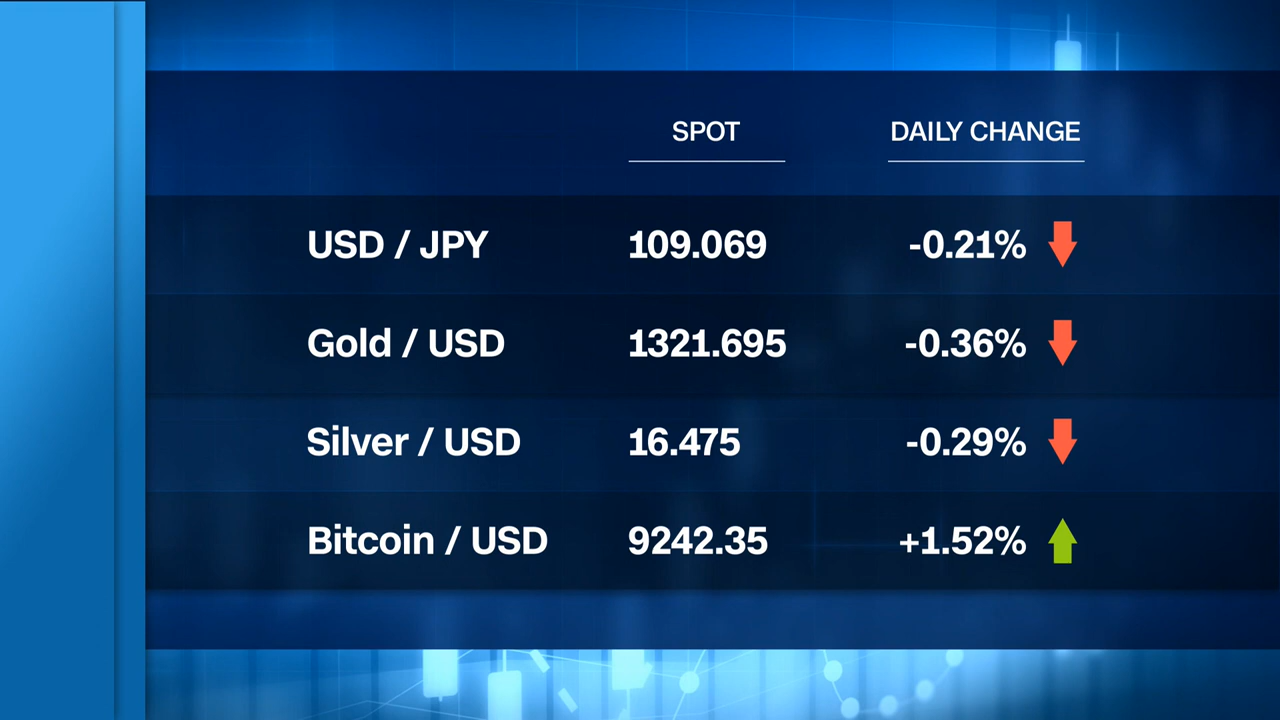 SPOT DAILY CHANGE
USD / JPY 109.069 -0.21%
Gold / USD 1321.695 -0.36%
Silver / USD 16.475 -0.29%
Bitcoin / USD 9242.35 +1.52%